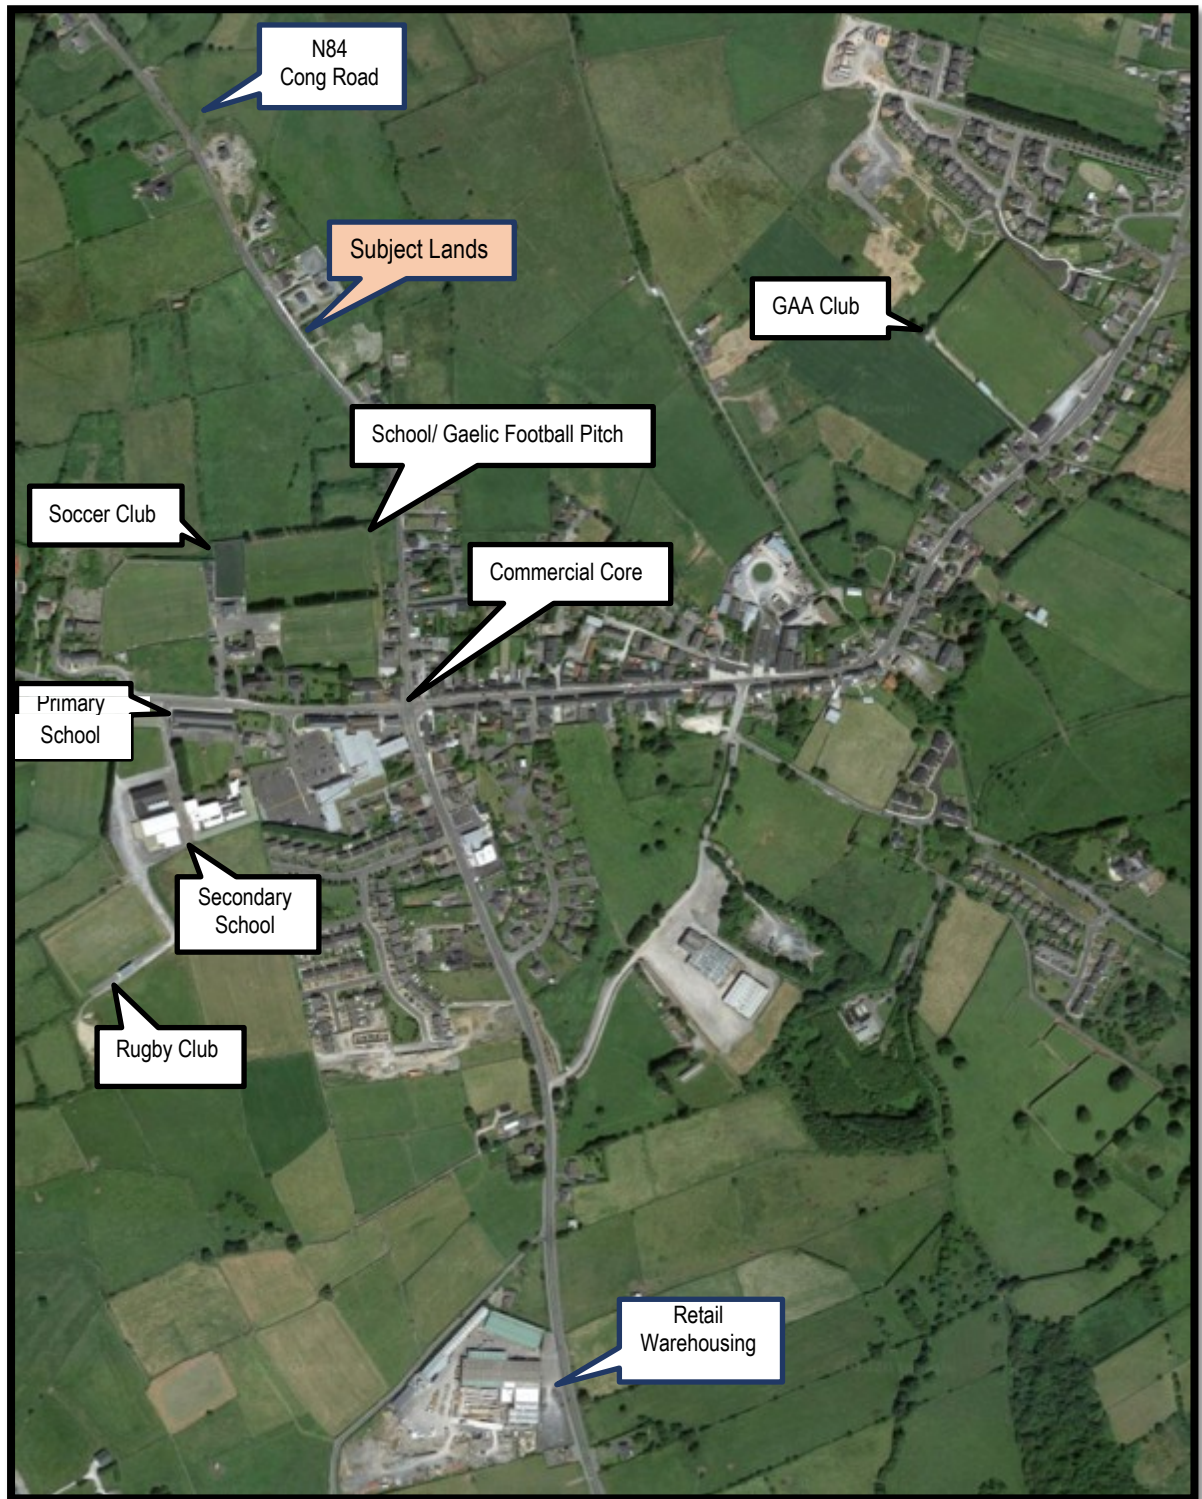 N84
Cong Road
Subject Lands
GAA Club
School/ Gaelic Football Pitch
Soccer Club
Commercial Core
Primary
School
Secondary
School
Rugby Club
Retail
Warehousing